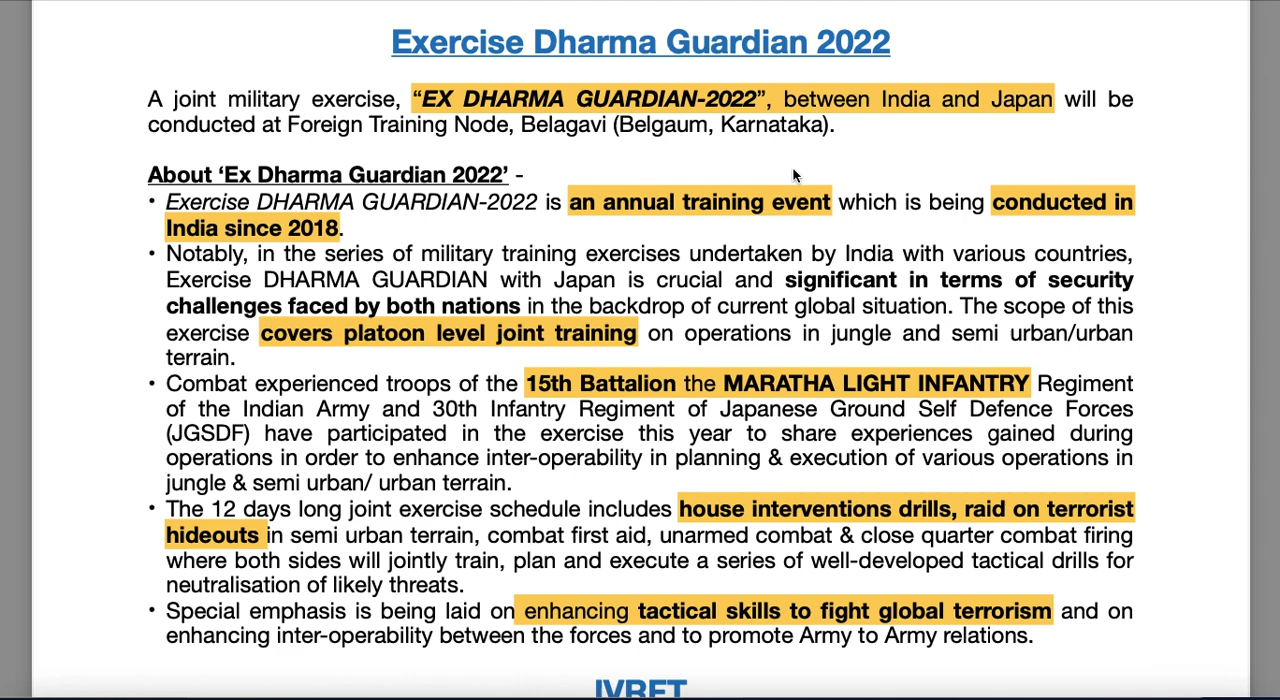 Exercise Dharma Guardian 2022
A joint military exercise, “EX DHARMA GUARDIAN-2022”, between India and Japan will be
conducted at Foreign Training Node, Belagavi (Belgaum, Karnataka).
About ‘Ex Dharma Guardian 2022’ -
• Exercise DHARMA GUARDIAN-2022 is an annual training event which is being conducted in
India since 2018.
• Notably, in the series of military training exercises undertaken by India with various countries,
Exercise DHARMA GUARDIAN with Japan is crucial and significant in terms of security
challenges faced by both nations in the backdrop of current global situation. The scope of this
exercise covers platoon level joint training on operations in jungle and semi urban/urban
terrain.
• Combat experienced troops of the 15th Battalion the MARATHA LIGHT INFANTRY Regiment
of the Indian Army and 30th Infantry Regiment of Japanese Ground Self Defence Forces
(JGSDF) have participated in the exercise this year to share experiences gained during
operations in order to enhance inter-operability in planning & execution of various operations in
jungle & semi urban/ urban terrain.
• The 12 days long joint exercise schedule includes house interventions drills, raid on terrorist
hideouts in semi urban terrain, combat first aid, unarmed combat & close quarter combat firing
where both sides will jointly train, plan and execute a series of well-developed tactical drills for
neutralisation of likely threats.
• Special emphasis is being laid on enhancing tactical skills to fight global terrorism and on
enhancing inter-operability between the forces and to promote Army to Army relations.